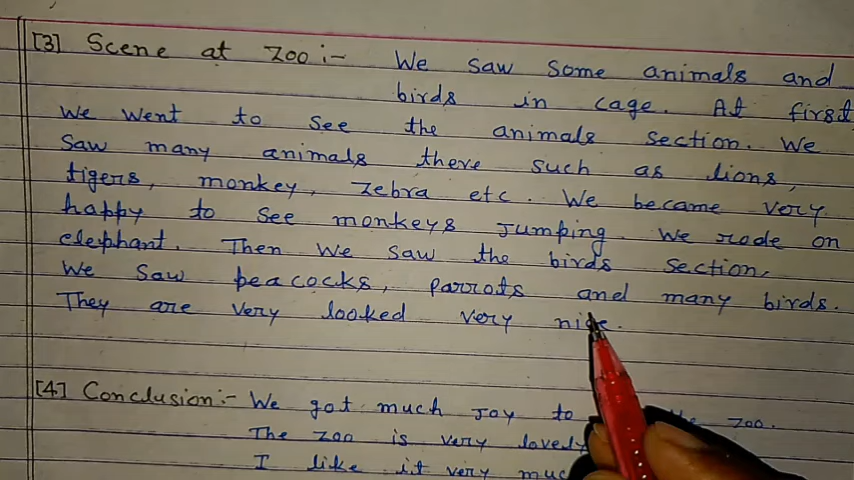 [3] Scene at zoo :- We saw some animals and
birds in cage. At first
we went to see the animals section. We
saw many animals there such as lions,
tigers, monkey, zebra etc. We became very
happy to see monkeys jumping. We rode on
elephant. Then we saw the birds section.
We saw peacocks, parrots and many birds.
They are very looked very nice.
[4] Conclusion :- We got much joy to zoo.
The zoo is very lovely
I like it very muc